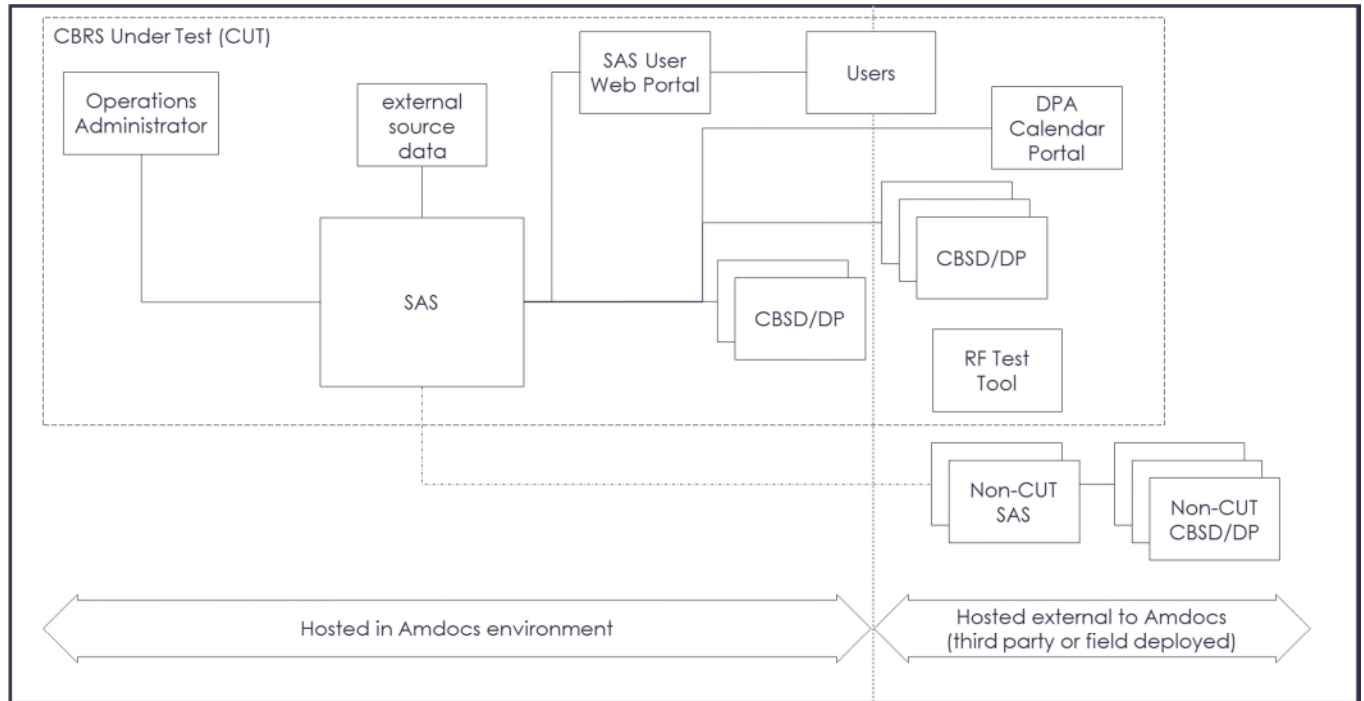 CBRS Under Test (CUT)
Operations
Administrator
external
source
data
SAS User
Web Portal
Users
DPA
Calendar
Portal
SAS
CBSD/DP
CBSD/DP
RF Test
Tool
Non-CUT
SAS
Non-CUT
CBSD/DP
Hosted in Amdocs environment
Hosted external to Amdocs
(third party or field deployed)